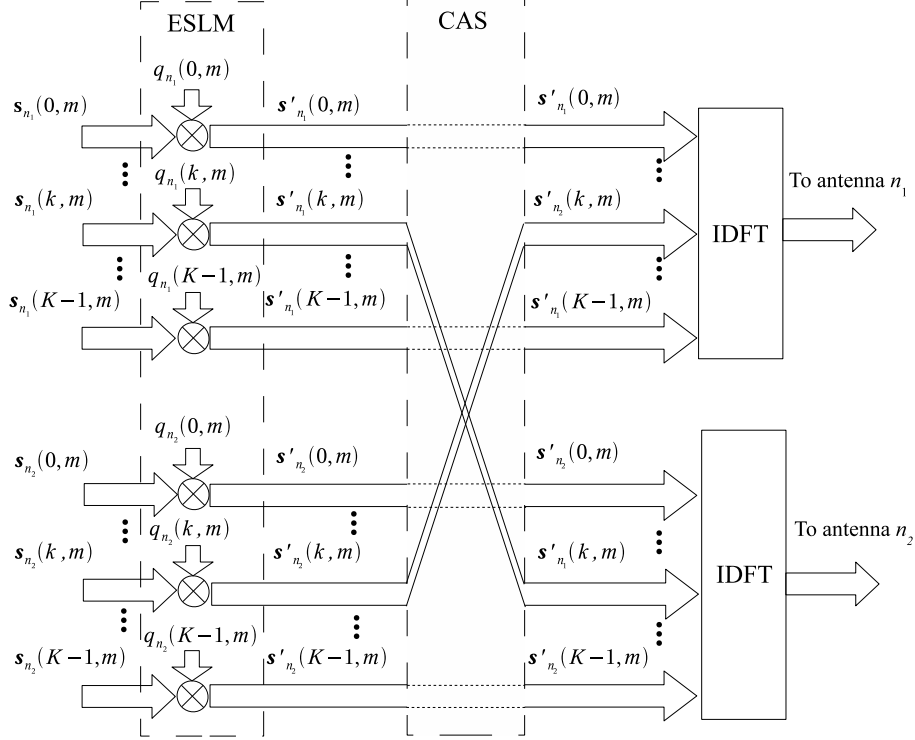 ESLM CAS
q_{n_1}(0,m)
s_{n_1}(0,m) s'_{n_1}(0,m) s'_{n_1}(0,m)
q_{n_1}(k,m)
s_{n_1}(k,m) s'_{n_1}(k,m) s'_{n_2}(k,m)
To antenna n_1
IDFT
q_{n_1}(K−1,m)
s_{n_1}(K−1,m) s'_{n_1}(K−1,m) s'_{n_1}(K−1,m)
q_{n_2}(0,m)
s_{n_2}(0,m) s'_{n_2}(0,m) s'_{n_2}(0,m)
q_{n_2}(k,m)
s_{n_2}(k,m) s'_{n_2}(k,m) s'_{n_1}(k,m)
To antenna n_2
IDFT
q_{n_2}(K−1,m)
s_{n_2}(K−1,m) s'_{n_2}(K−1,m) s'_{n_2}(K−1,m)